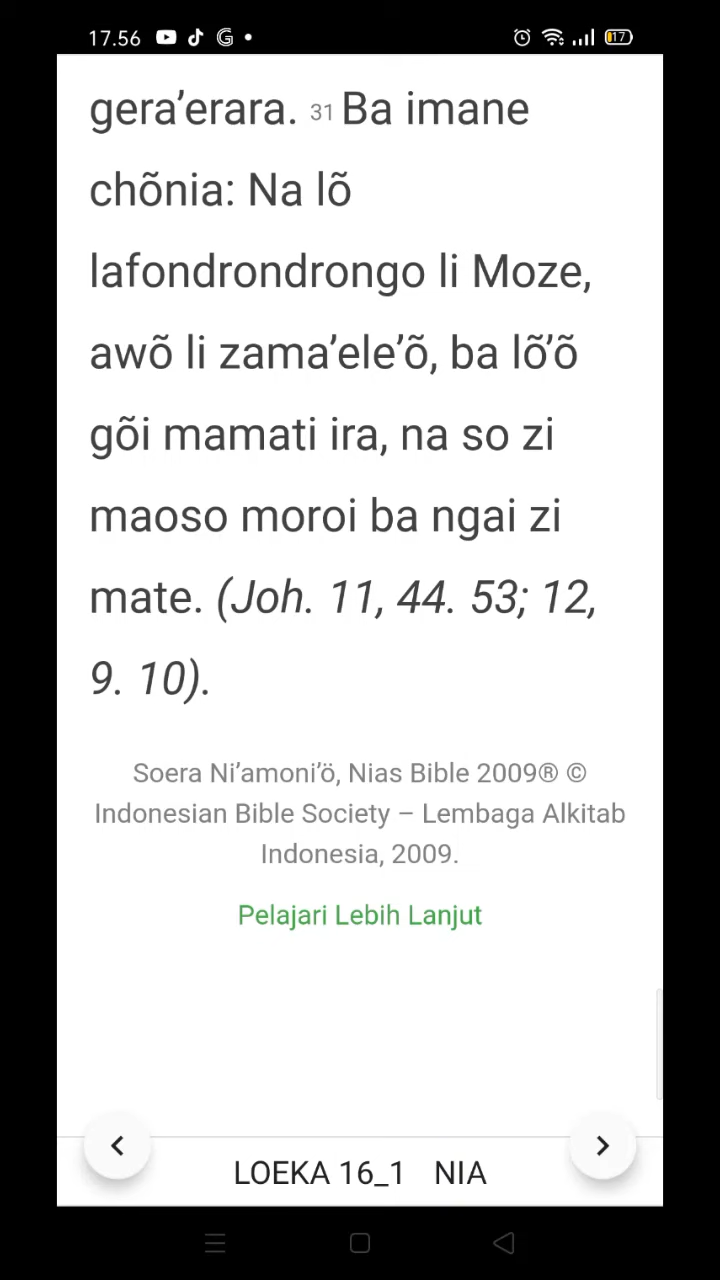 17.56
17
gera’erara. 31 Ba imane
chõnia: Na lõ
lafondrondrongo li Moze,
awõ li zama’ele’õ, ba lõ’õ
gõi mamati ira, na so zi
maoso moroi ba ngai zi
mate. (Joh. 11, 44. 53; 12,
9. 10).
Soera Ni’amoni’ö, Nias Bible 2009® ©
Indonesian Bible Society – Lembaga Alkitab
Indonesia, 2009.
Pelajari Lebih Lanjut
LOEKA 16_1 NIA